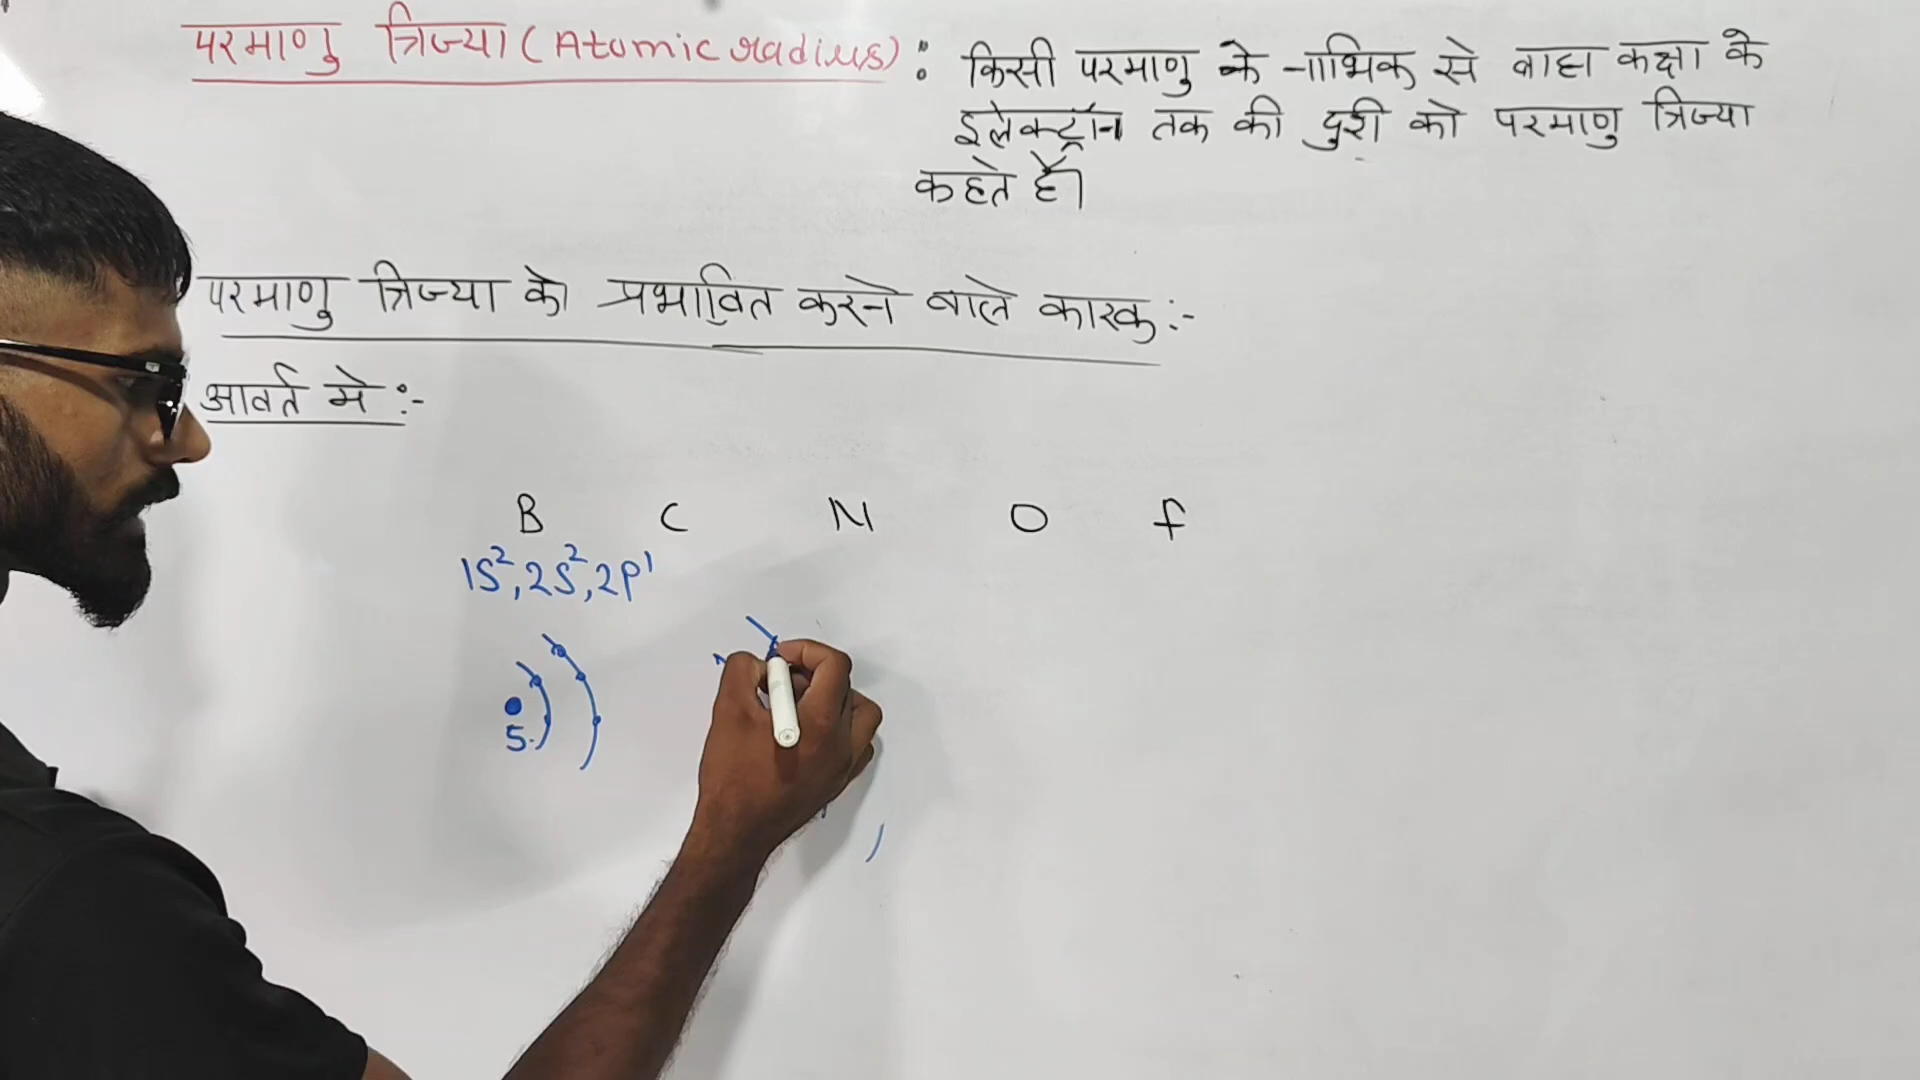 परमाणु त्रिज्या (Atomic radius) : किसी परमाणु के नाभिक से बाह्य कक्षा के
इलेक्ट्रॉन तक की दुरी को परमाणु त्रिज्या
कहते हैं।
परमाणु त्रिज्या को प्रभावित करने वाले कारक :-
आवर्त मे :-
B C N O f
1S², 2S², 2P¹
5